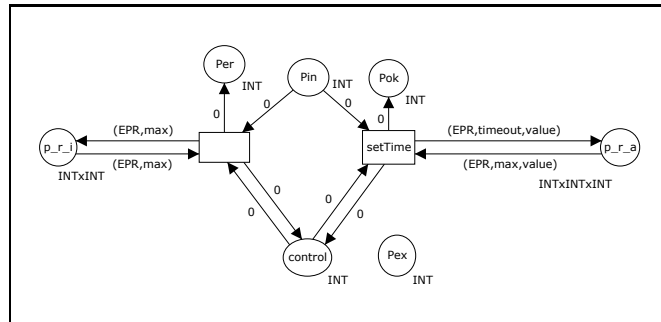 Per
INT
Pin
INT
Pok
INT
0
0
0
0
(EPR,max)
(EPR,timeout,value)
p_r_i
setTime
p_r_a
(EPR,max)
(EPR,max,value)
INTxINT
INTxINTxINT
0
0
0
0
control
INT
Pex
INT